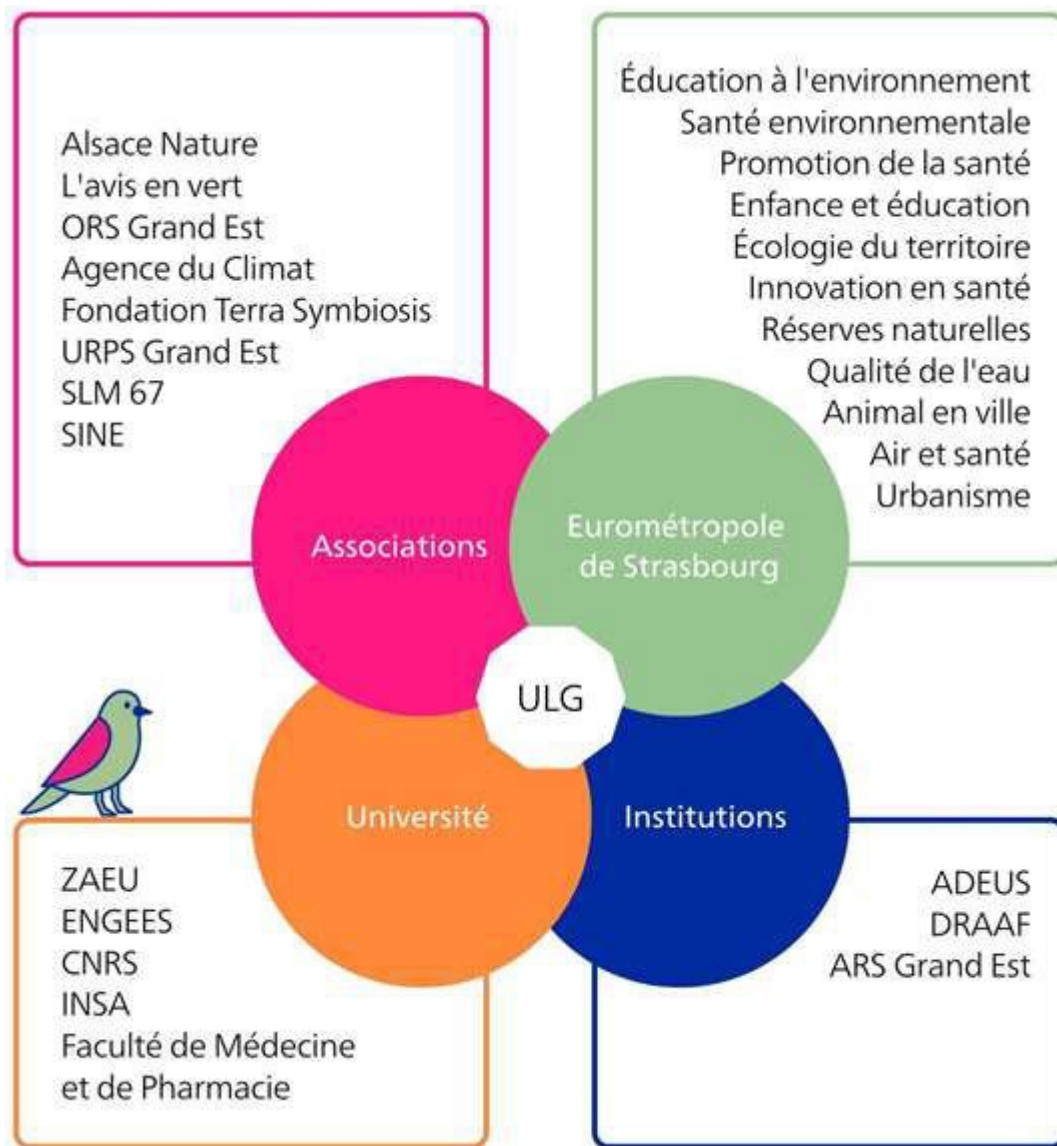 Alsace Nature
L'avis en vert
ORS Grand Est
Agence du Climat
Fondation Terra Symbiosis
URPS Grand Est
SLM 67
SINE
Éducation à l'environnement
Santé environnementale
Promotion de la santé
Enfance et éducation
Écologie du territoire
Innovation en santé
Réserves naturelles
Qualité de l'eau
Animal en ville
Air et santé
Urbanisme
Associations
Eurométropole
de Strasbourg
ULG
Université
Institutions
ZAEU
ENGEES
CNRS
INSA
Faculté de Médecine
et de Pharmacie
ADEUS
DRAAF
ARS Grand Est